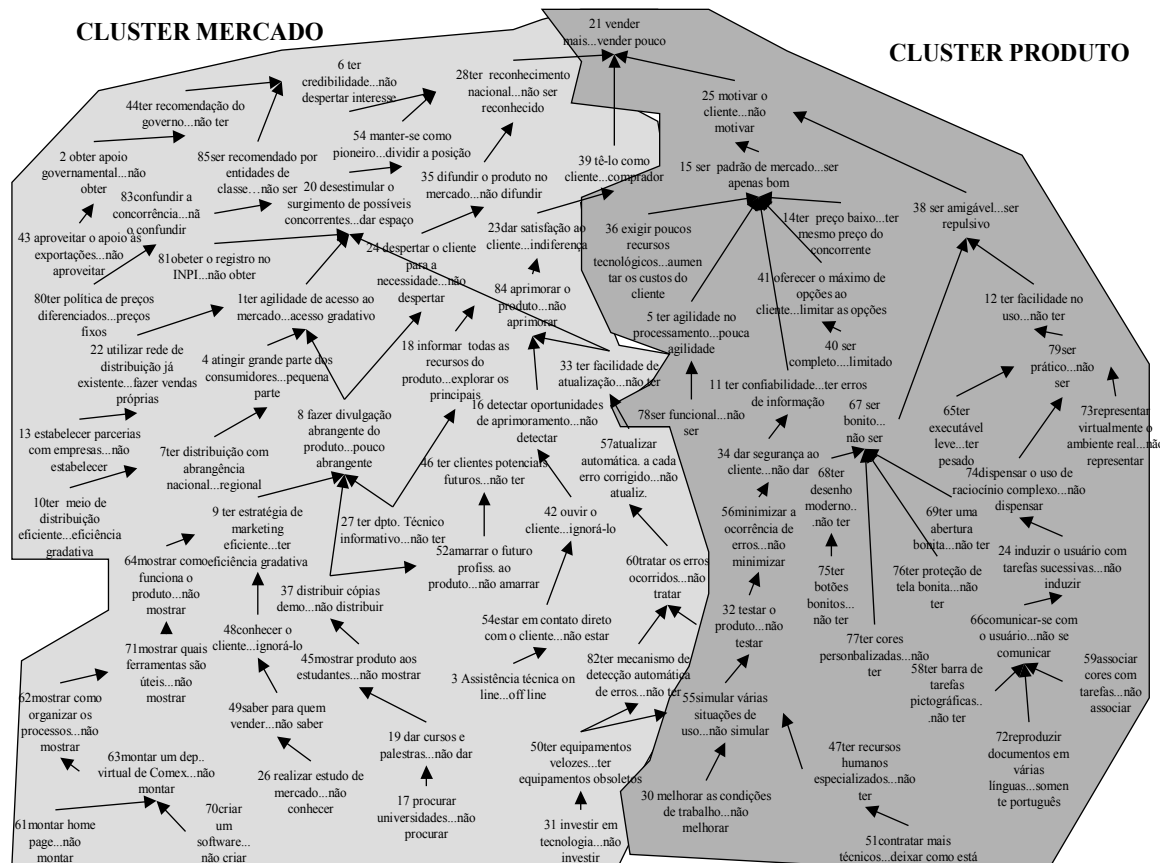 CLUSTER MERCADO
CLUSTER PRODUTO
21 vender
mais...vender pouco
6 ter
credibilidade...não
despertar interesse
28ter reconhecimento
nacional...não ser
reconhecido
44ter recomendação do
governo...não ter
25 motivar o
cliente...não
motivar
54 manter-se como
pioneiro...dividir a posição
2 obter apoio
governamental...não
obter
85ser recomendado por
entidades de
classe…não ser
39 tê-lo como
cliente...comprador
15 ser padrão de mercado...ser
apenas bom
35 difundir o produto no
mercado...não difundir
20 desestimular o
surgimento de possíveis
concorrentes...dar espaço
83confundir a
concorrência...nã
o confundir
38 ser amigável...ser
repulsivo
14ter preço baixo...ter
mesmo preço do
concorrente
36 exigir poucos
recursos
tecnológicos...aumen
tar os custos do
cliente
23dar satisfação ao
cliente...indiferença
43 aproveitar o apoio às
exportações...não
aproveitar
24 despertar o cliente
para a
necessidade...não
despertar
81obeter o registro no
INPI...não obter
41 oferecer o máximo de
opções ao
cliente...limitar as opções
84 aprimorar o
produto...não
aprimorar
80ter política de preços
diferenciados...preços
fixos
1ter agilidade de acesso ao
mercado...acesso gradativo
12 ter facilidade no
uso...não ter
5 ter agilidade no
processamento...pouca
agilidade
22 utilizar rede de
distribuição já
existente...fazer vendas
próprias
4 atingir grande parte dos
consumidores...pequena
parte
18 informar todas as
recursos do
produto...explorar os
principais
40 ser
completo....limitado
79ser
prático...não
ser
33 ter facilidade de
atualização...não ter
11 ter confiabilidade...ter erros
de informação
16 detectar oportunidades
de aprimoramento...não
detectar
78ser funcional...não
ser
67 ser
bonito...
não ser
65ter
executável
leve...ter
pesado
73representar
virtualmente o
ambiente real...não
representar
8 fazer divulgação
abrangente do
produto...pouco
abrangente
13 estabelecer parcerias
com empresas...não
estabelecer
7ter distribuição com
abrangência
nacional...regional
57atualizar
automática. a cada
erro corrigido...não
atualiz.
34 dar segurança ao
cliente...não dar
46 ter clientes potenciais
futuros...não ter
68ter
desenho
moderno..
.não ter
74dispensar o uso de
raciocínio complexo...não
dispensar
69ter uma
abertura
bonita...não ter
10ter meio de
distribuição
eficiente...eficiência
gradativa
9 ter estratégia de
marketing
eficiente...ter
eficiência gradativa
27 ter dpto. Técnico
informativo...não ter
42 ouvir o
cliente...ignorá-lo
56minimizar a
ocorrência de
erros...não
minimizar
24 induzir o usuário com
tarefas sucessivas...não
induzir
52amarrar o futuro
profiss. ao
produto...não amarrar
64mostrar como
funciona o
produto...não
mostrar
60tratar os erros
ocorridos...não
tratar
75ter
botões
bonitos...
não ter
76ter proteção de
tela bonita...não
ter
37 distribuir cópias
demo...não distribuir
32 testar o
produto...não
testar
66comunicar-se com
o usuário...não se
comunicar
54estar em contato direto
com o cliente...não estar
48conhecer o
cliente...ignorá-lo
77ter cores
personbalizadas...não
ter
71mostrar quais
ferramentas são
úteis...não
mostrar
45mostrar produto aos
estudantes...não mostrar
82ter mecanismo de
detecção automática
de erros...não ter
58ter barra de
tarefas
pictográficas..
.não ter
59associar
cores com
tarefas...não
associar
3 Assistência técnica on
line...off line
62mostrar como
organizar os
processos...não
mostrar
49saber para quem
vender...não saber
55simular várias
situações de
uso...não simular
19 dar cursos e
palestras...não dar
50ter equipamentos
velozes...ter
equipamentos obsoletos
47ter recursos
humanos
especializados...não
ter
72reproduzir
documentos em
várias
línguas...somen
te português
63montar um dep..
virtual de Comex...não
montar
26 realizar estudo de
mercado...não
conhecer
17 procurar
universidades...não
procurar
30 melhorar as condições
de trabalho...não
melhorar
61montar home
page...não
montar
70criar
um
software...
não criar
31 investir em
tecnologia...não
investir
51contratar mais
técnicos...deixar como está